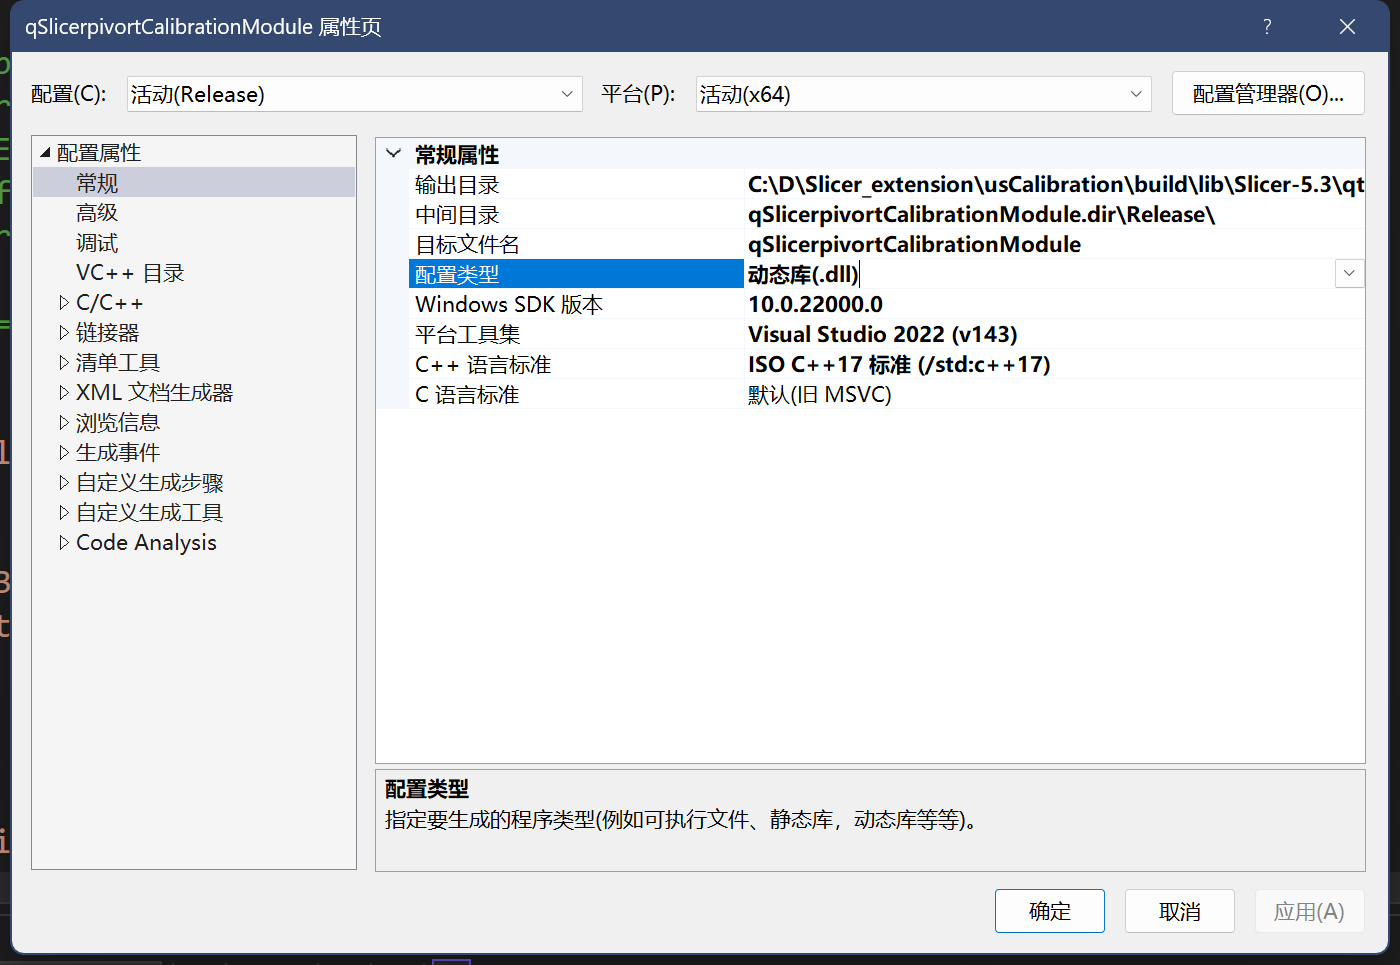 qSlicerpivortCalibrationModule 属性页
?
配置(C): 活动(Release) 平台(P): 活动(x64) 配置管理器(O)...
配置属性
常规
高级
调试
VC++ 目录
C/C++
链接器
清单工具
XML 文档生成器
浏览信息
生成事件
自定义生成步骤
自定义生成工具
Code Analysis
常规属性
输出目录 C:\D\Slicer_extension\usCalibration\build\lib\Slicer-5.3\qt
中间目录 qSlicerpivortCalibrationModule.dir\Release\
目标文件名 qSlicerpivortCalibrationModule
配置类型 动态库(.dll)
Windows SDK 版本 10.0.22000.0
平台工具集 Visual Studio 2022 (v143)
C++ 语言标准 ISO C++17 标准 (/std:c++17)
C 语言标准 默认(旧 MSVC)
配置类型
指定要生成的程序类型(例如可执行文件、静态库，动态库等等)。
确定 取消 应用(A)